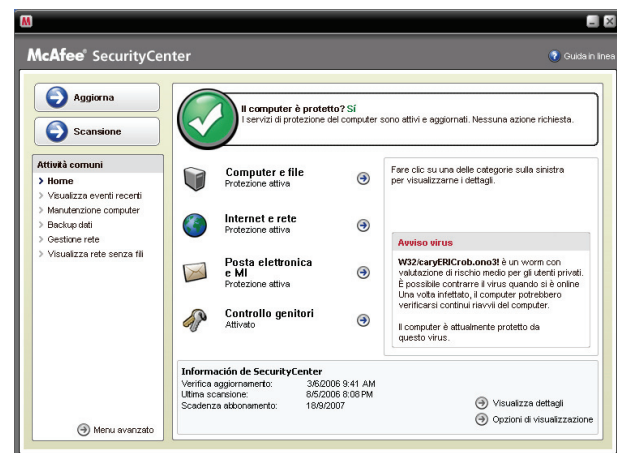 McAfee® SecurityCenter
Guida in linea
Aggiorna
Scansione
Attività comuni
Home
Visualizza eventi recenti
Manutenzione computer
Backup dati
Gestione rete
Visualizza rete senza fili
Menu avanzato
Il computer è protetto? Sí
I servizi di protezione del computer sono attivi e aggiornati. Nessuna azione richiesta.
Computer e file
Protezione attiva
Internet e rete
Protezione attiva
Posta elettronica
e MI
Protezione attiva
Controllo genitori
Attivato
Fare clic su una delle categorie sulla sinistra
per visualizzarne i dettagli.
Avviso virus
W32/caryERICrob.ono3! è un worm con
valutazione di rischio medio per gli utenti privati.
È possibile contrarre il virus quando si è online
Una volta infettato, il computer potrebbero
verificarsi continui riavvii del computer.
Il computer è attualmente protetto da
questo virus.
Información de SecurityCenter
Verifica aggiornamento: 3/6/2006 9:41 AM
Ultima scansione: 8/5/2006 8:08 PM
Scadenza abbonamento: 18/9/2007
Visualizza dettagli
Opzioni di visualizzazione